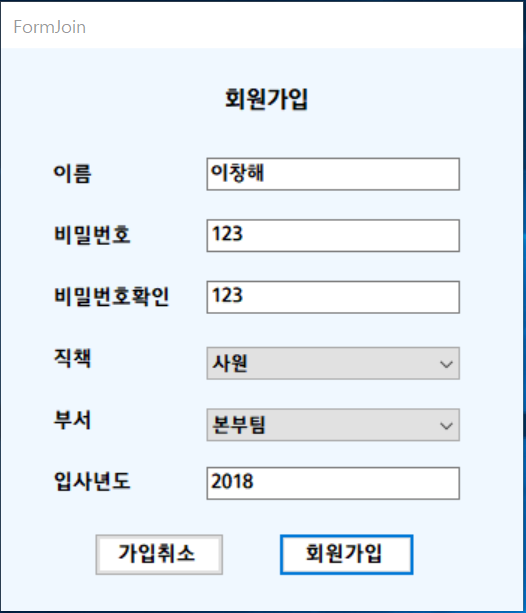 FormJoin
회원가입
이름 이창해
비밀번호 123
비밀번호확인 123
직책 사원
부서 본부팀
입사년도 2018
가입취소 회원가입